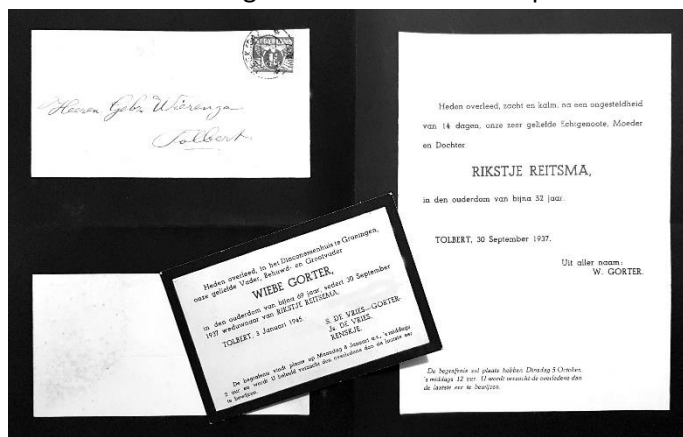 NEDERLAND
Heeren Gebr. Wierenga
Tolbert.
Heden overleed, zacht en kalm, na een ongesteldheid
van 14 dagen, onze zeer geliefde Echtgenoote, Moeder
en Dochter
RIKSTJE REITSMA,
in den ouderdom van bijna 32 jaar.
TOLBERT, 30 September 1937.
Uit aller naam:
W. GORTER.
De begrafenis zal plaats hebben Dinsdag 5 October,
's middags 12 uur. U wordt verzocht de overledene dan
de laatste eer te bewijzen.
Heden overleed, in het Diaconessenhuis te Groningen,
onze geliefde Vader, Behuwd- en Grootvader
WIEBE GORTER,
in den ouderdom van bijna 69 jaar, sedert 30 September
1937 weduwnaar van RIKSTJE REITSEMA.
TOLBERT, 3 Januari 1945.
S. DE VRIES—GORTER.
Js. DE VRIES.
RENSKJE.
De begrafenis vindt plaats op Maandag 8 Januari a.s., 's middags
2 uur en wordt U beleefd verzocht den overledene dan de laatste eer
te bewijzen.